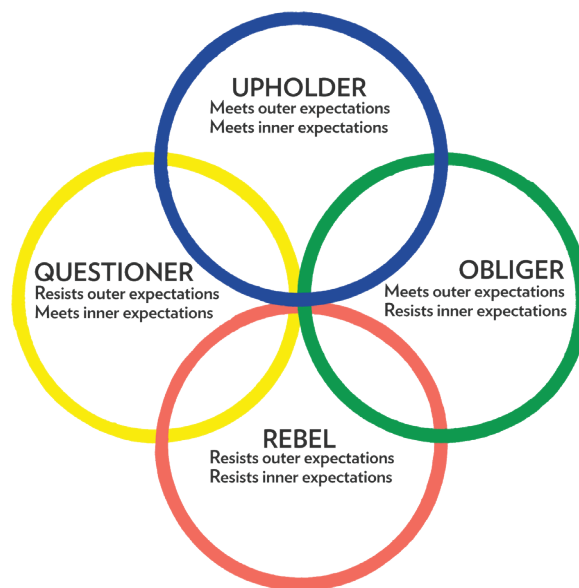 UPHOLDER
Meets outer expectations
Meets inner expectations
QUESTIONER
Resists outer expectations
Meets inner expectations
OBLIGER
Meets outer expectations
Resists inner expectations
REBEL
Resists outer expectations
Resists inner expectations